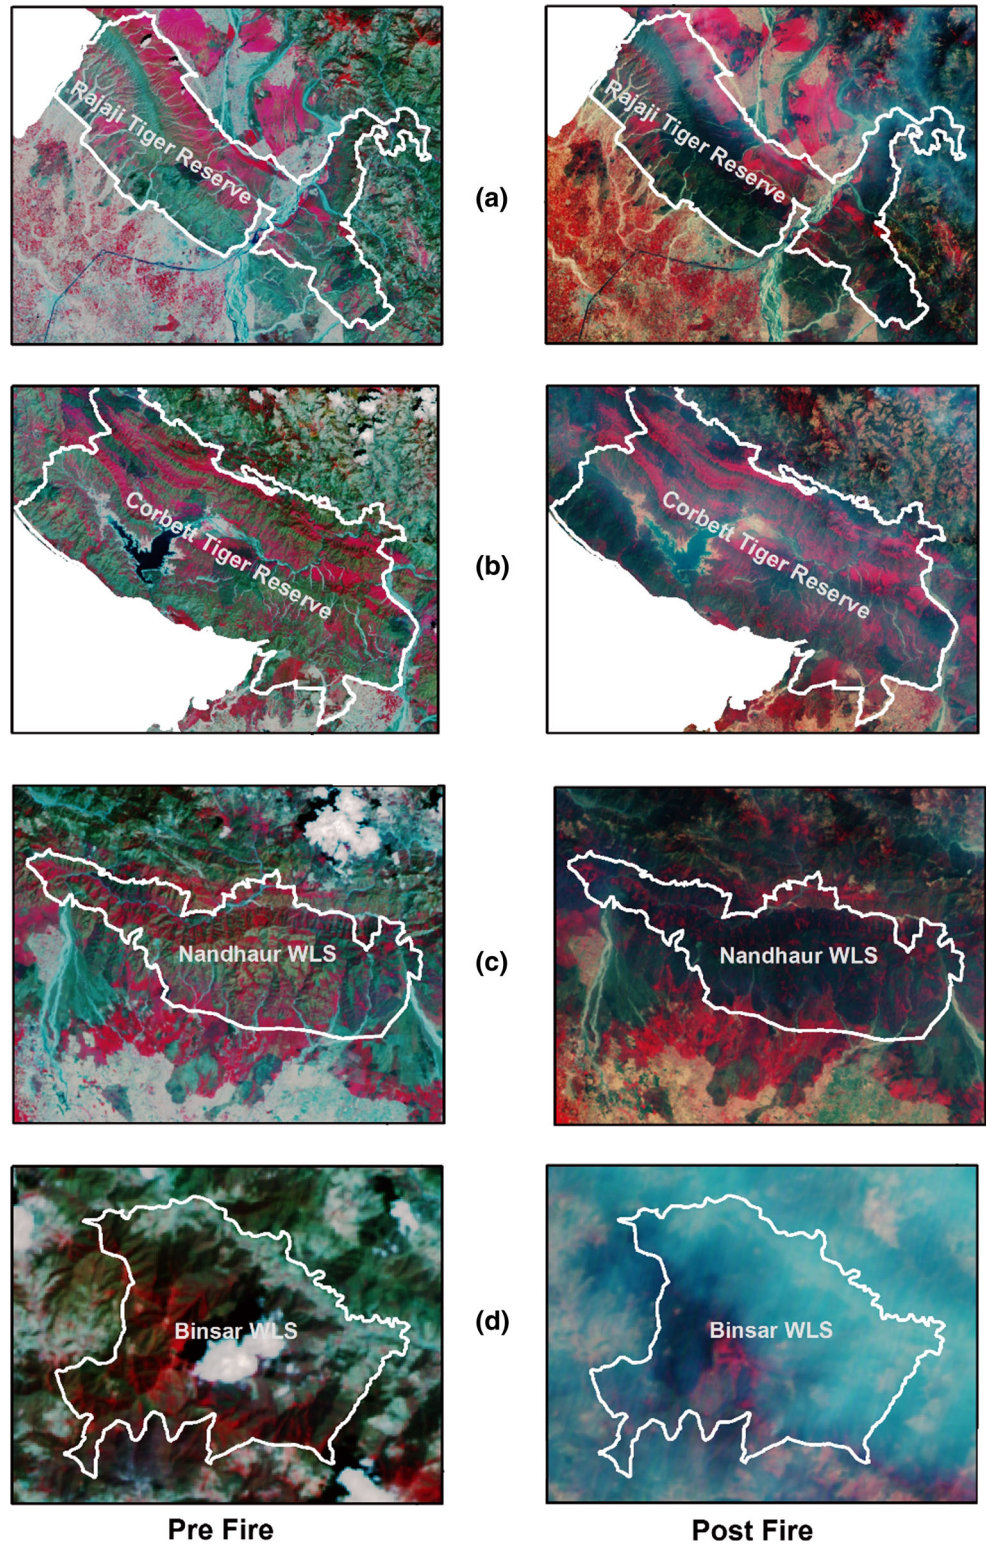 Rajaji Tiger Reserve
(a)
Rajaji Tiger Reserve
Corbett Tiger Reserve
(b)
Corbett Tiger Reserve
Nandhaur WLS
(c)
Nandhaur WLS
Binsar WLS
(d)
Binsar WLS
Pre Fire
Post Fire